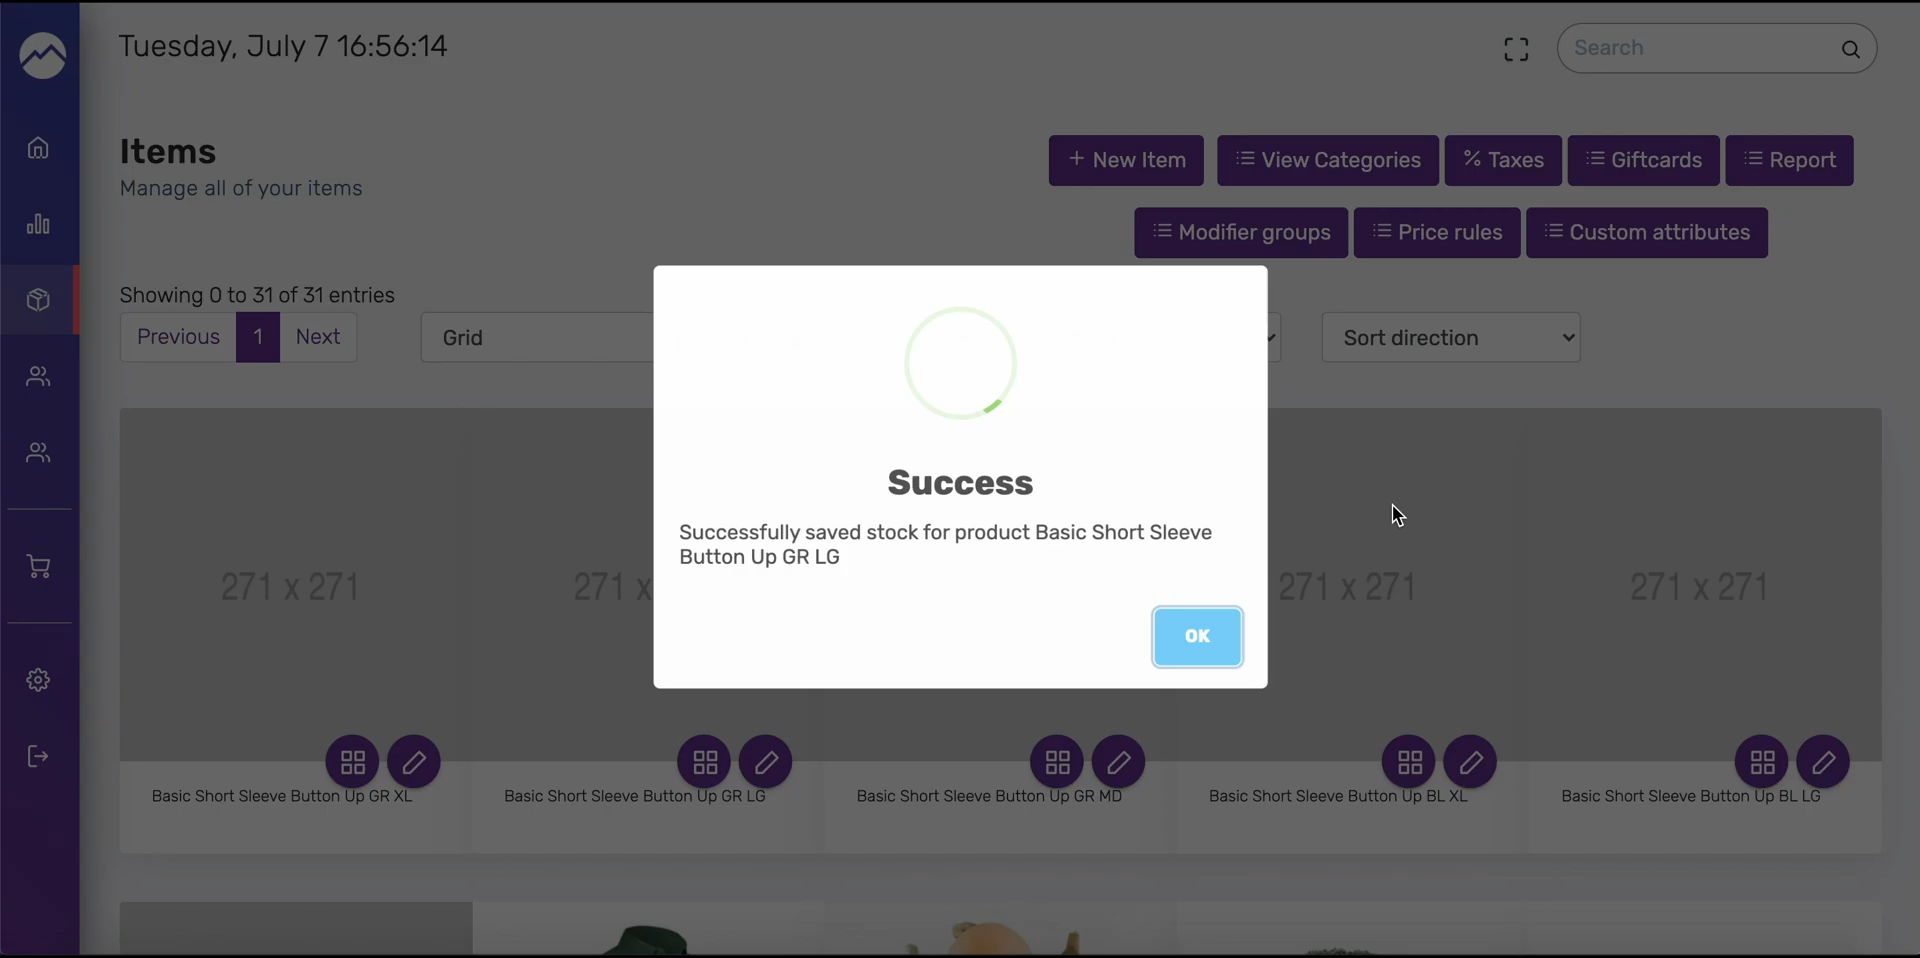 Tuesday, July 7 16:56:14
Search
Items
Manage all of your items
+ New Item
View Categories
% Taxes
Giftcards
Report
Modifier groups
Price rules
Custom attributes
Showing 0 to 31 of 31 entries
Previous 1 Next
Grid
Sort direction
Success
Successfully saved stock for product Basic Short Sleeve
Button Up GR LG
OK
271 x 271
271 x
271 x 271
271 x 271
Basic Short Sleeve Button Up GR XL
Basic Short Sleeve Button Up GR LG
Basic Short Sleeve Button Up GR MD
Basic Short Sleeve Button Up BL XL
Basic Short Sleeve Button Up BL LG